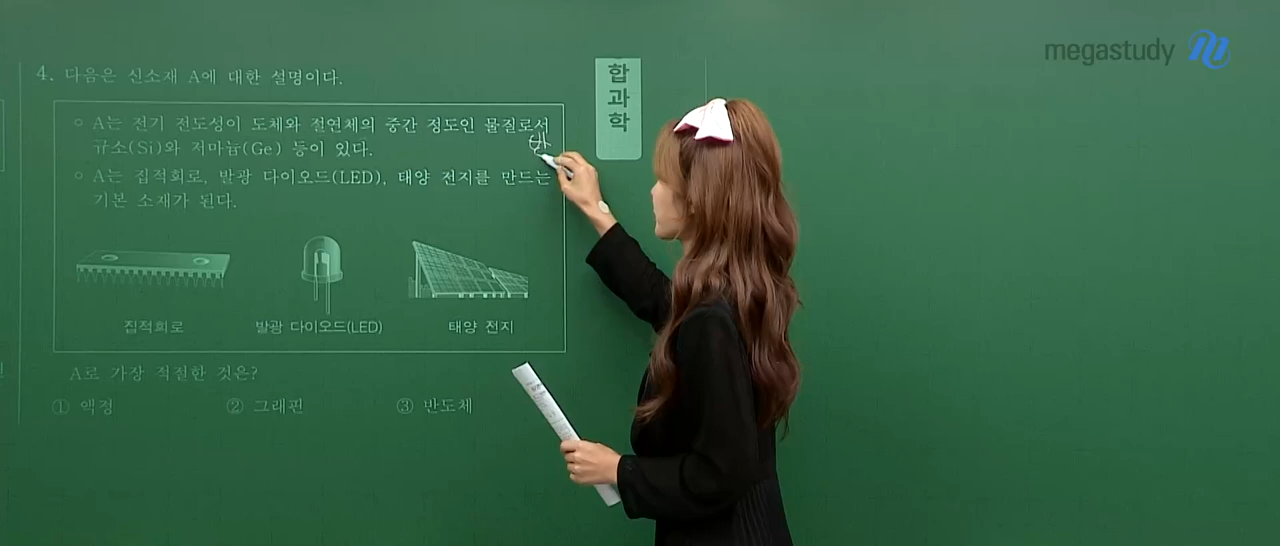 megastudy
합과학
4. 다음은 신소재 A에 대한 설명이다.
○ A는 전기 전도성이 도체와 절연체의 중간 정도인 물질로서
규소(Si)와 저마늄(Ge) 등이 있다.
바
○ A는 집적회로, 발광 다이오드(LED), 태양 전지를 만드는
기본 소재가 된다.
집적회로 발광 다이오드(LED) 태양 전지
A로 가장 적절한 것은?
① 액정 ② 그래핀 ③ 반도체